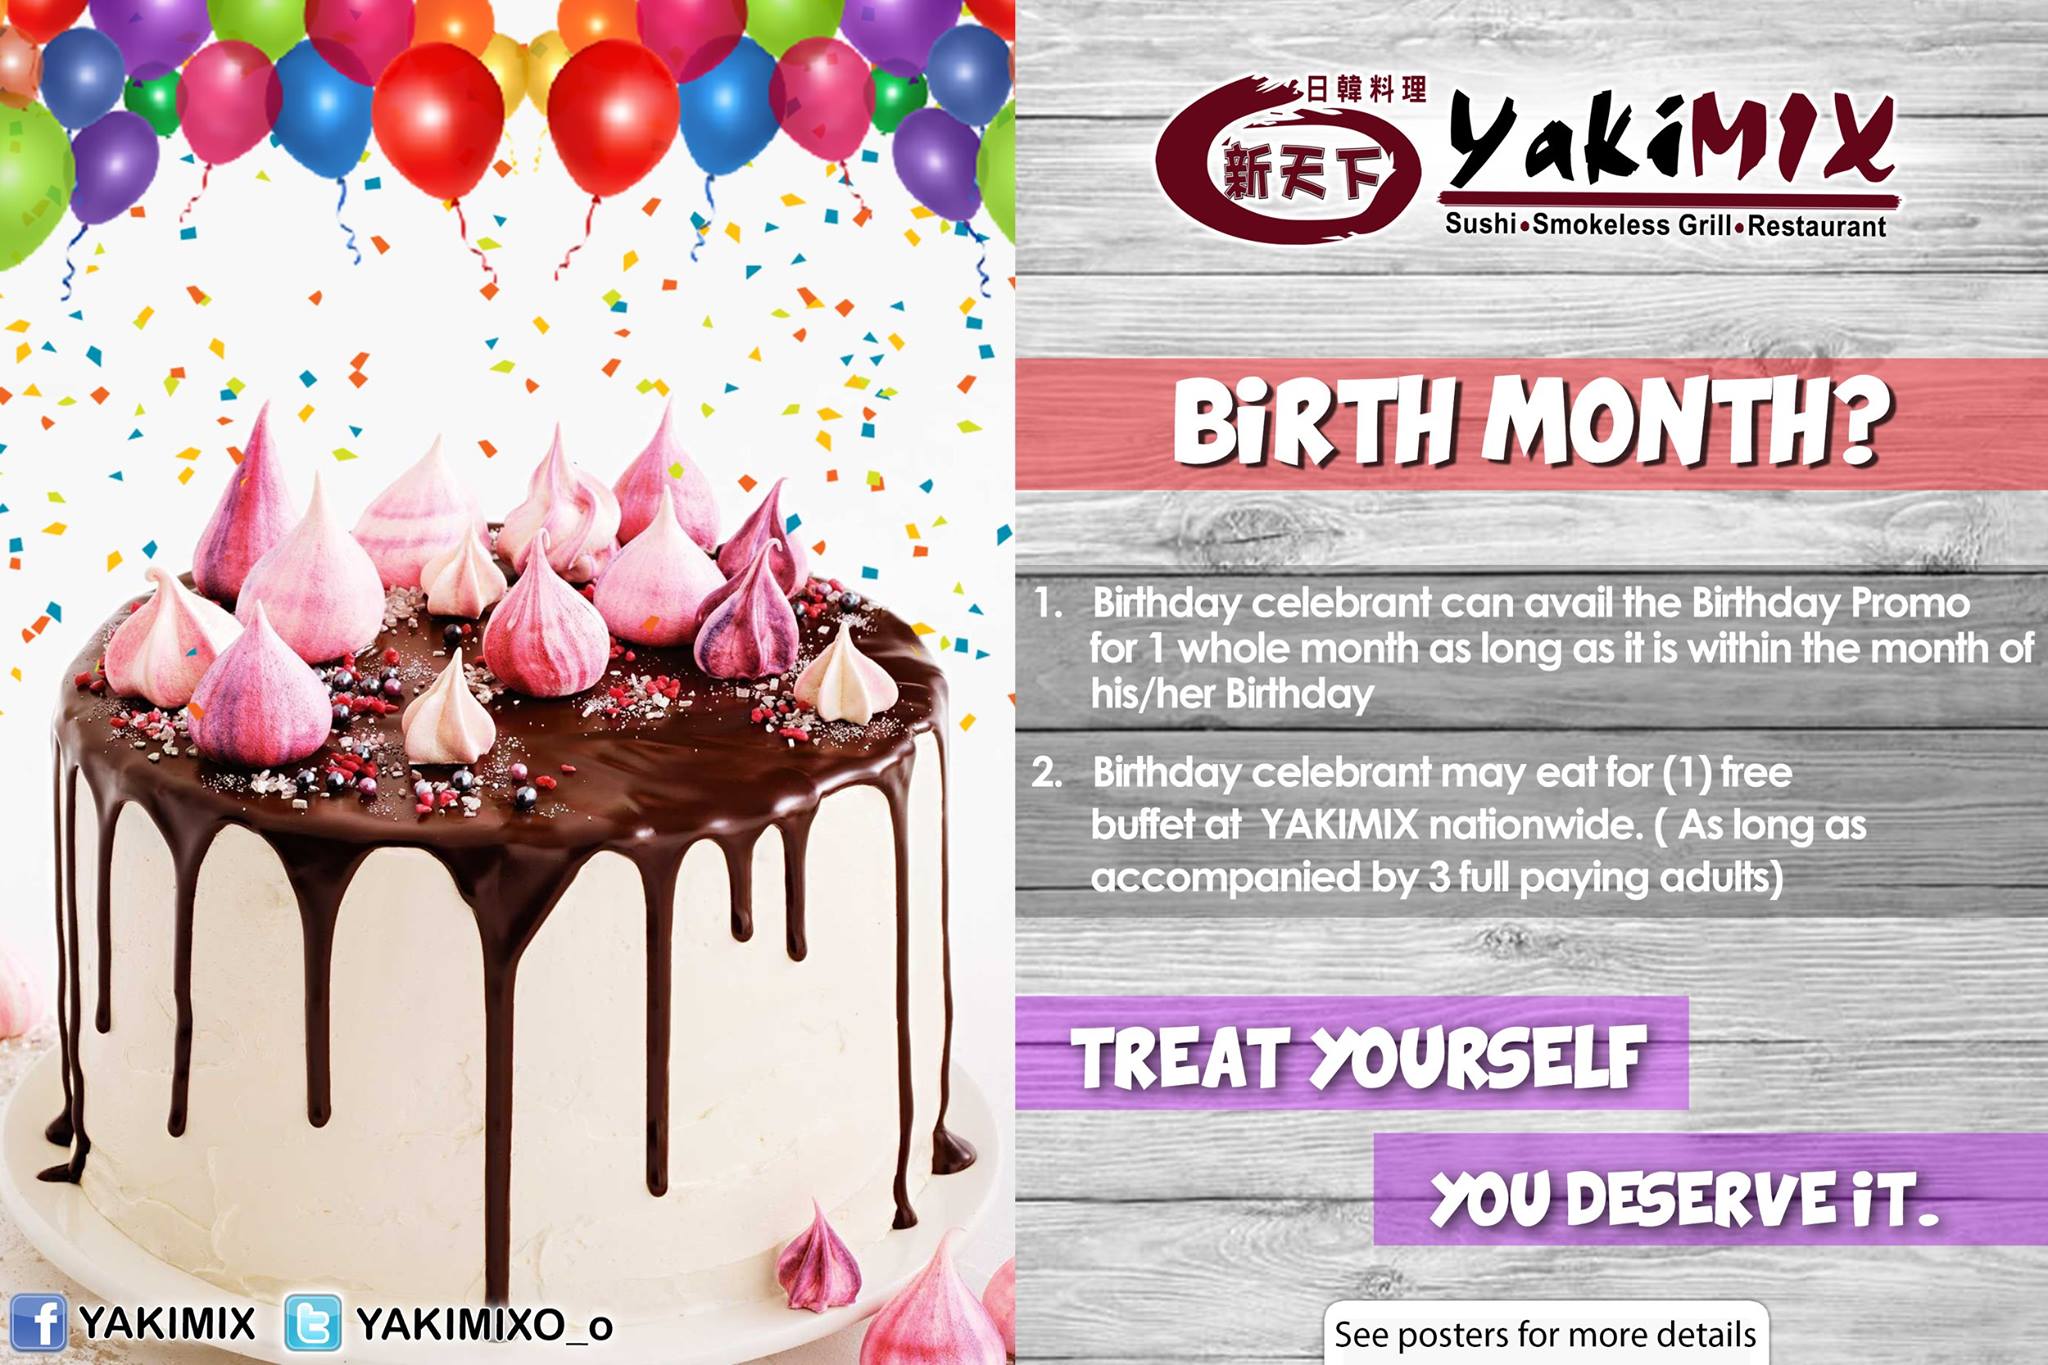 日韓料理
新天下
YakiMIX
Sushi•Smokeless Grill•Restaurant
BiRTH MONTH?
1. Birthday celebrant can avail the Birthday Promo
for 1 whole month as long as it is within the month of
his/her Birthday
2. Birthday celebrant may eat for (1) free
buffet at YAKIMIX nationwide. ( As long as
accompanied by 3 full paying adults)
TREAT YOURSELF
YOU DESERVE iT.
f YAKIMIX t YAKIMIXO_o
See posters for more details